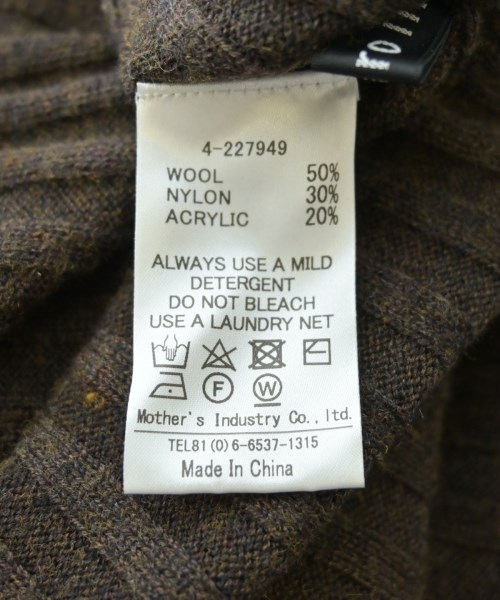 4-227949
WOOL 50%
NYLON 30%
ACRYLIC 20%
ALWAYS USE A MILD
DETERGENT
DO NOT BLEACH
USE A LAUNDRY NET
F W
Mother's Industry Co.,ltd.
TEL81(0)6-6537-1315
Made In China